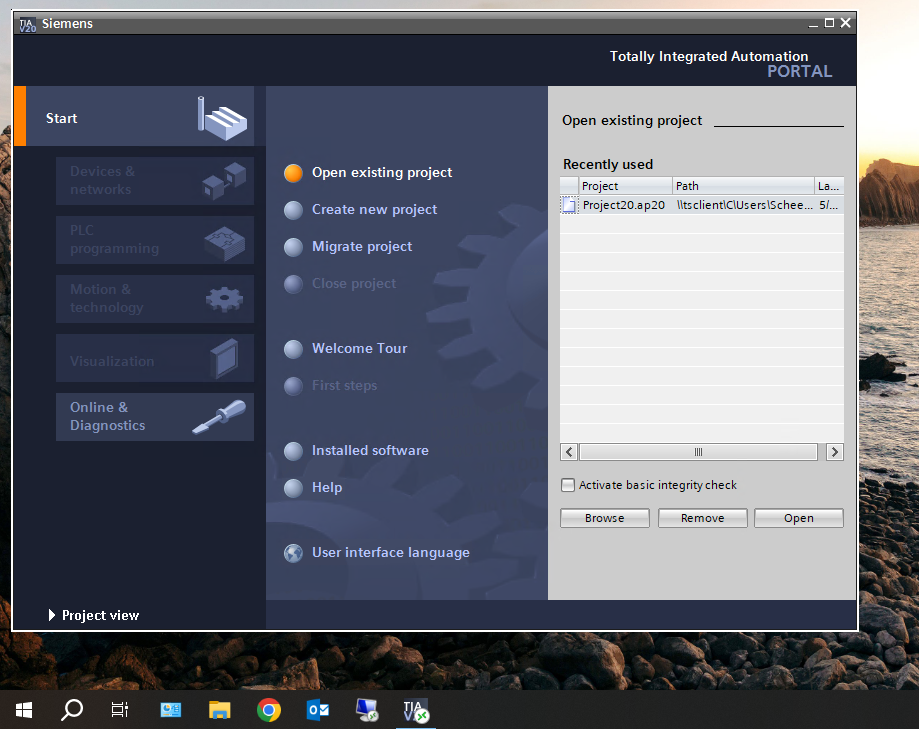 TIA
V20
Siemens
Totally Integrated Automation
PORTAL
Start
Devices &
networks
PLC
programming
Motion &
technology
Visualization
Online &
Diagnostics
Project view
Open existing project
Create new project
Migrate project
Close project
Welcome Tour
First steps
Installed software
Help
User interface language
Open existing project
Recently used
Project Path La...
Project20.ap20 \\tsclient\C\Users\Schee... 5/...
Activate basic integrity check
Browse Remove Open
TIA